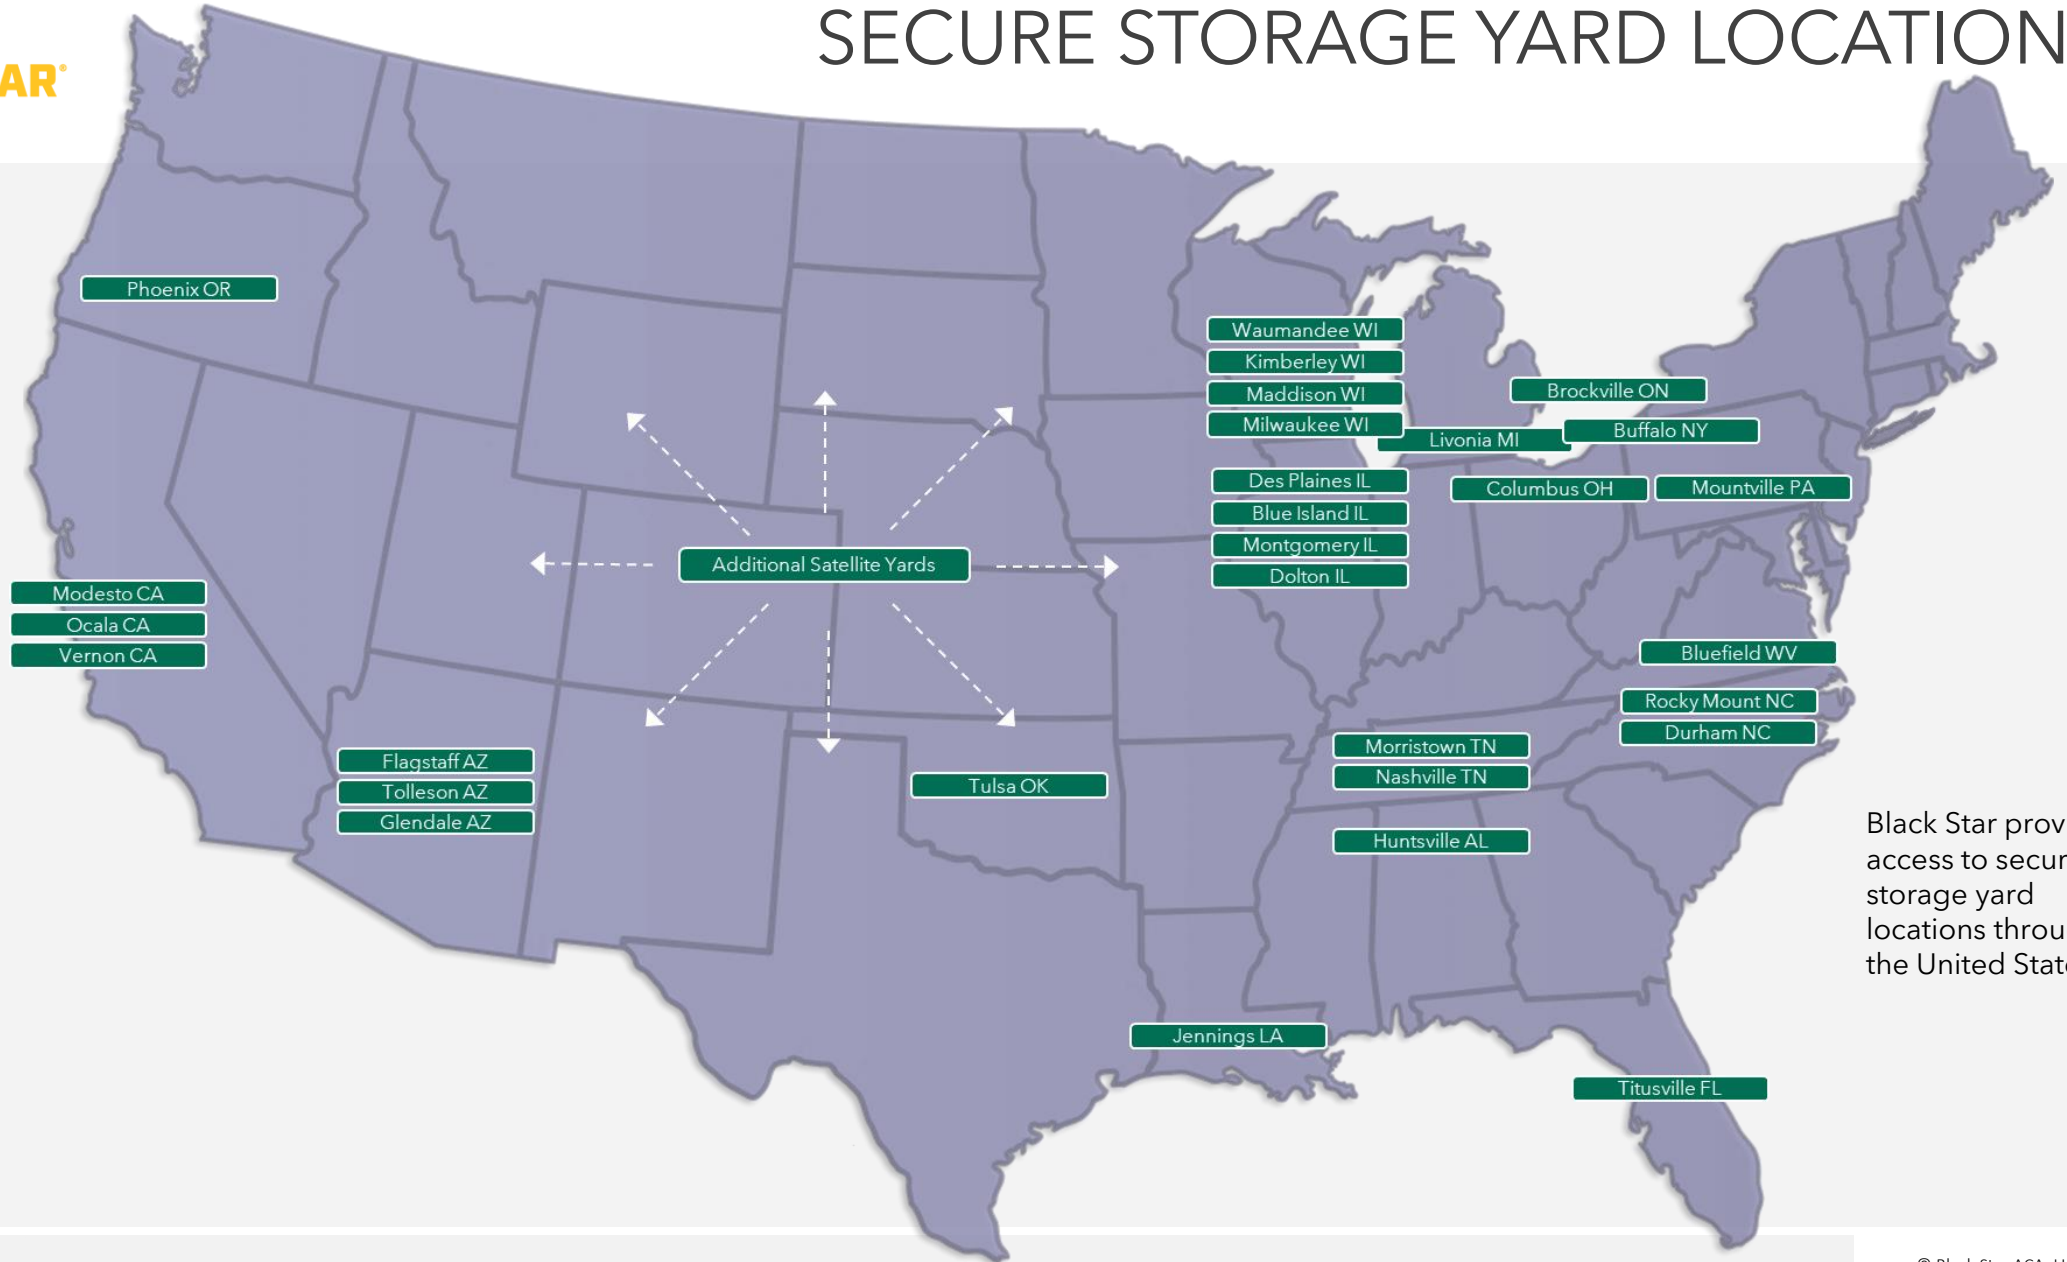 SECURE STORAGE YARD LOCATION
AR®
Phoenix OR
Waumandee WI
Kimberley WI
Maddison WI
Milwaukee WI
Brockville ON
Livonia MI
Buffalo NY
Des Plaines IL
Blue Island IL
Montgomery IL
Dolton IL
Columbus OH
Mountville PA
Additional Satellite Yards
Modesto CA
Ocala CA
Vernon CA
Bluefield WV
Rocky Mount NC
Durham NC
Morristown TN
Nashville TN
Flagstaff AZ
Tolleson AZ
Glendale AZ
Tulsa OK
Huntsville AL
Black Star prov
access to secur
storage yard
locations throu
the United State
Jennings LA
Titusville FL